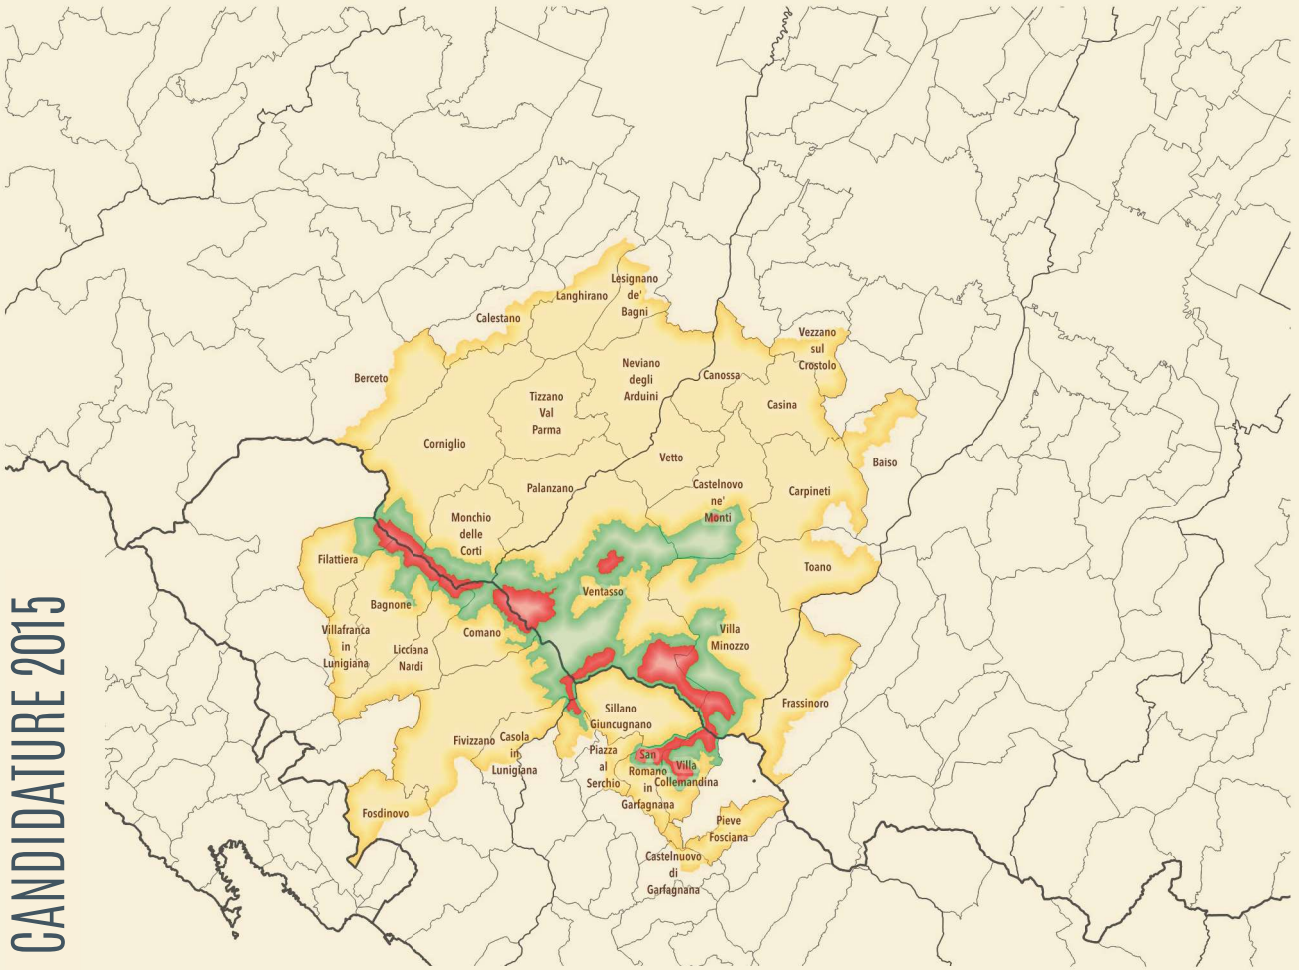 CANDIDATURE 2015
Lesignano
de'
Bagni
Langhirano
Calestano
Vezzano
sul
Crostolo
Berceto
Neviano
degli
Arduini
Canossa
Tizzano
Val
Parma
Casina
Corniglio
Vetto
Baiso
Palanzano
Castelnovo
ne'
Monti
Carpineti
Monchio
delle
Corti
Filattiera
Toano
Ventasso
Bagnone
Villafranca
in
Lunigiana
Comano
Villa
Minozzo
Licciana
Nardi
Sillano
Giuncugnano
Frassinoro
Fivizzano
Casola
in
Lunigiana
Piazza
al
Serchio
San
Romano
in
Garfagnana
Villa
Collemandina
Fosdinovo
Pieve
Fosciana
Castelnuovo
di
Garfagnana